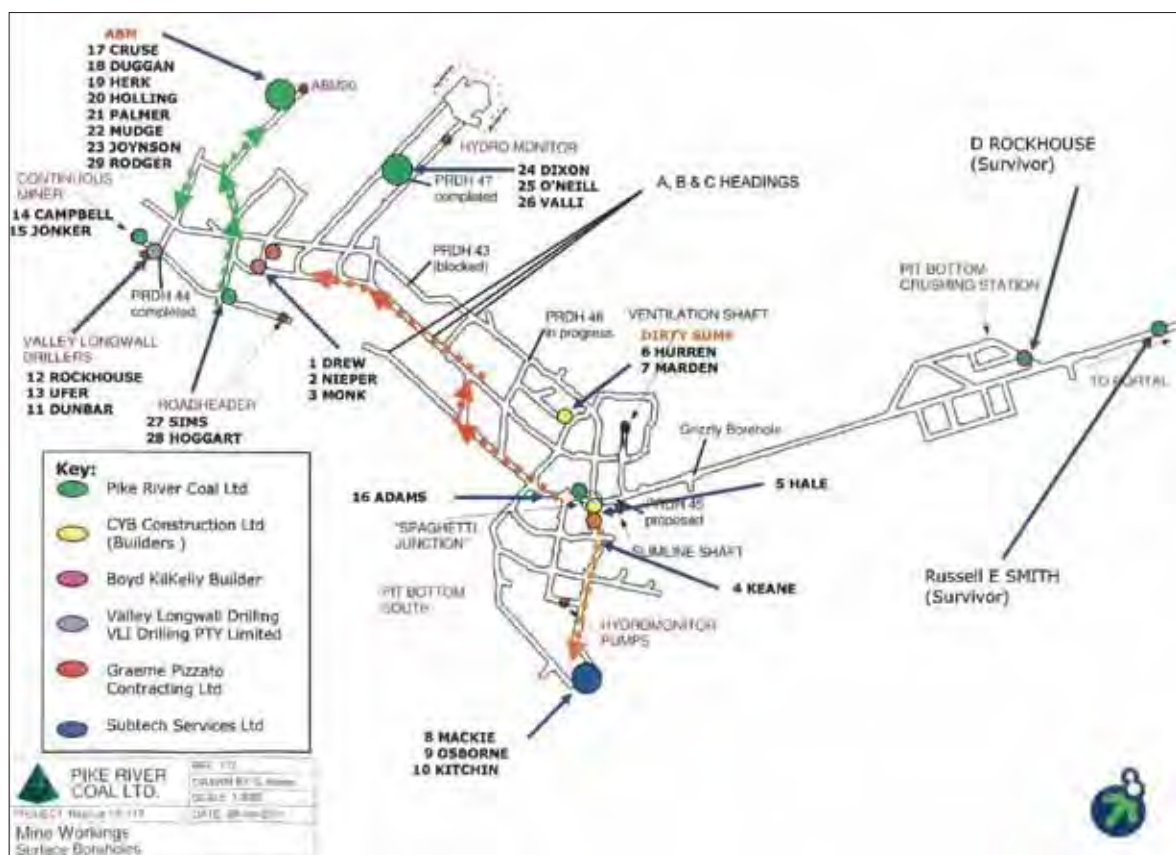 ABM
17 CRUSE
18 DUGGAN
19 HERK
20 HOLLING
21 PALMER
22 MUDGE
23 JOYNSON
29 RODGER
CONTINUOUS
MINER
14 CAMPBELL
15 JONKER
PRDH 44
completed
VALLEY LONGWALL
DRILLERS
12 ROCKHOUSE
13 UFER
11 DUNBAR
ROADHEADER
27 SIMS
28 HOGGART
HYDRO MONITOR
PRDH 47
completed
24 DIXON
25 O'NEILL
26 VALLI
A, B & C HEADINGS
PRDH 43
(blocked)
1 DREW
2 NIEPER
3 MONK
PRDH 46
in progress
VENTILATION SHAFT
DIRTY SUMP
6 HURREN
7 MARDEN
D ROCKHOUSE
(Survivor)
PIT BOTTOM
CRUSHING STATION
TO PORTAL
Grizzly Borehole
16 ADAMS
5 HALE
"SPAGHETTI
JUNCTION"
PRDH 45
proposed
SLIMLINE SHAFT
4 KEANE
PIT BOTTOM
SOUTH
HYDROMONITOR
PUMPS
Russell E SMITH
(Survivor)
8 MACKIE
9 OSBORNE
10 KITCHIN
Key:
Pike River Coal Ltd
CYB Construction Ltd
(Builders )
Boyd KilKelly Builder
Valley Longwall Drilling
VLI Drilling PTY Limited
Graeme Pizzato
Contracting Ltd
Subtech Services Ltd
PIKE RIVER
COAL LTD.
Mine Workings
Surface Boreholes